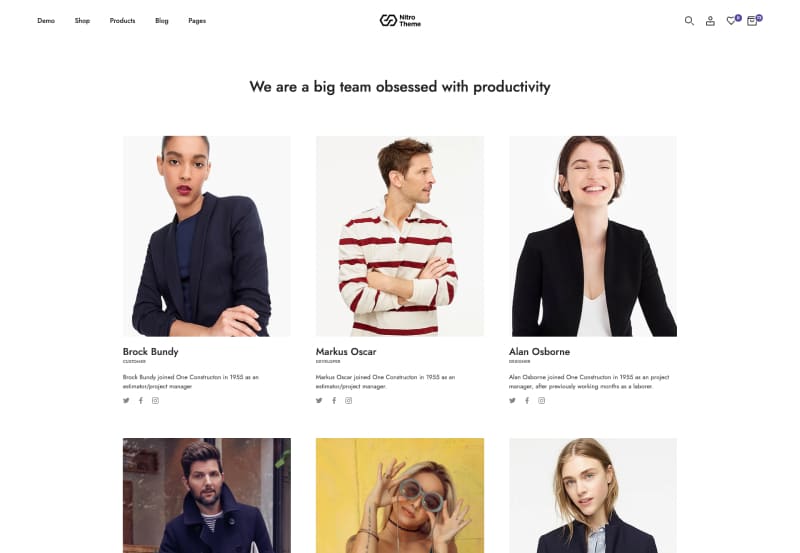 Demo Shop Products Blog Pages
Nitro
Theme
We are a big team obsessed with productivity
Brock Bundy
CUSTOMER
Brock Bundy joined One Constructon in 1955 as an
estimator/project manager
Markus Oscar
DEVELOPER
Markus Oscar joined One Constructon in 1955 as an
estimator/project manager.
Alan Osborne
DESIGNER
Alan Osborne joined One Constructon in 1955 as an project
manager, after previously working months as a laborer.